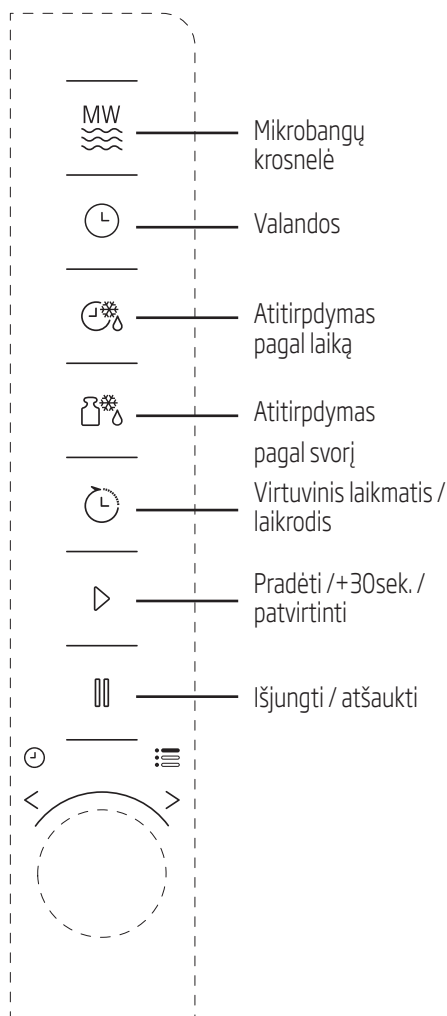 MW
Mikrobangų
krosnelė
Valandos
Atitirpdymas
pagal laiką
Atitirpdymas
pagal svorį
Virtuvinis laikmatis /
laikrodis
Pradėti /+30sek. /
patvirtinti
Išjungti / atšaukti